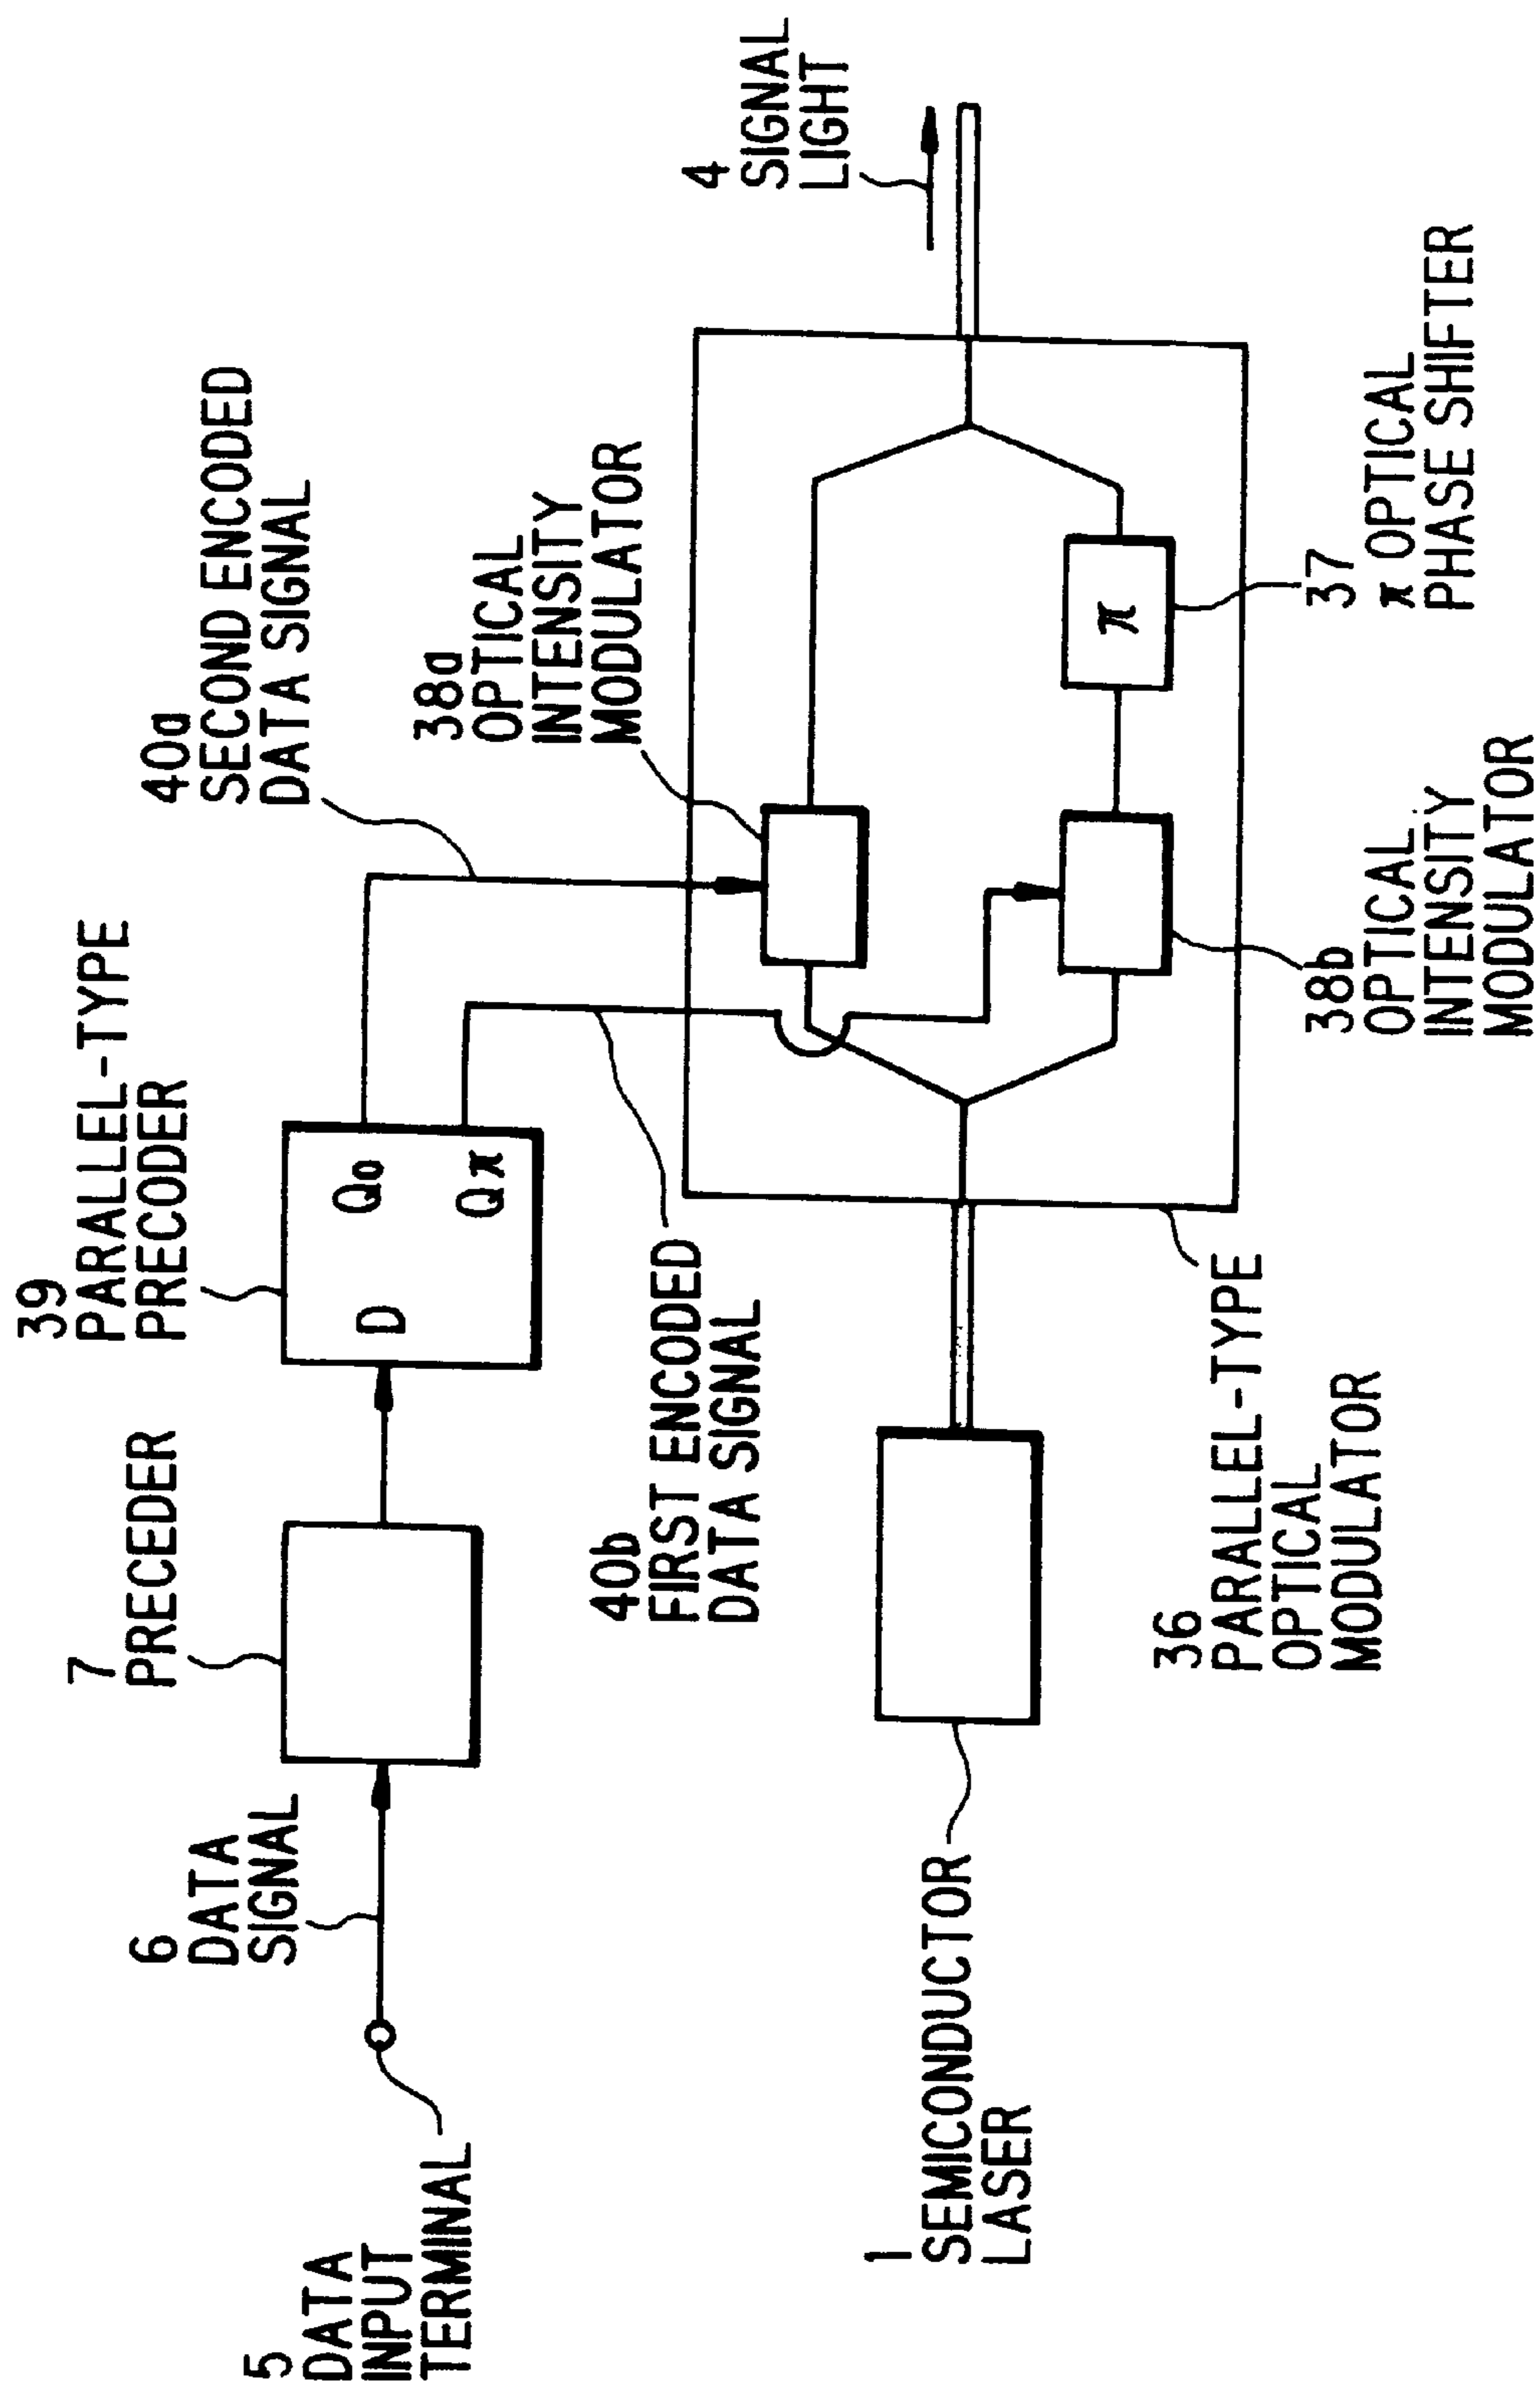 5
DATA
INPUT
TERMINAL
6
DATA
SIGNAL
7
PRECEDER
39
PARALLEL-TYPE
PRECODER
D
Q0
Qπ
40a
SECOND ENCODED
DATA SIGNAL
40b
FIRST ENCODED
DATA SIGNAL
38a
OPTICAL
INTENSITY
MODULATOR
4
SIGNAL
LIGHT
1
SEMICONDUCTOR
LASER
36
PARALLEL-TYPE
OPTICAL
MODULATOR
38b
OPTICAL
INTENSITY
MODULATOR
π
37
π OPTICAL
PHASE SHIFTER